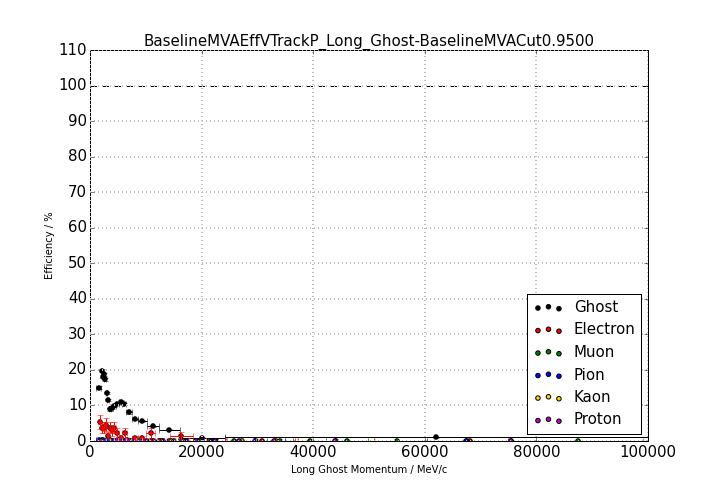 BaselineMVAEffVTrackP_Long_Ghost-BaselineMVACut0.9500
110
100
90
80
70
60
50
40
30
20
10
0
Efficiency / %
Ghost
Electron
Muon
Pion
Kaon
Proton
0 20000 40000 60000 80000 100000
Long Ghost Momentum / MeV/c